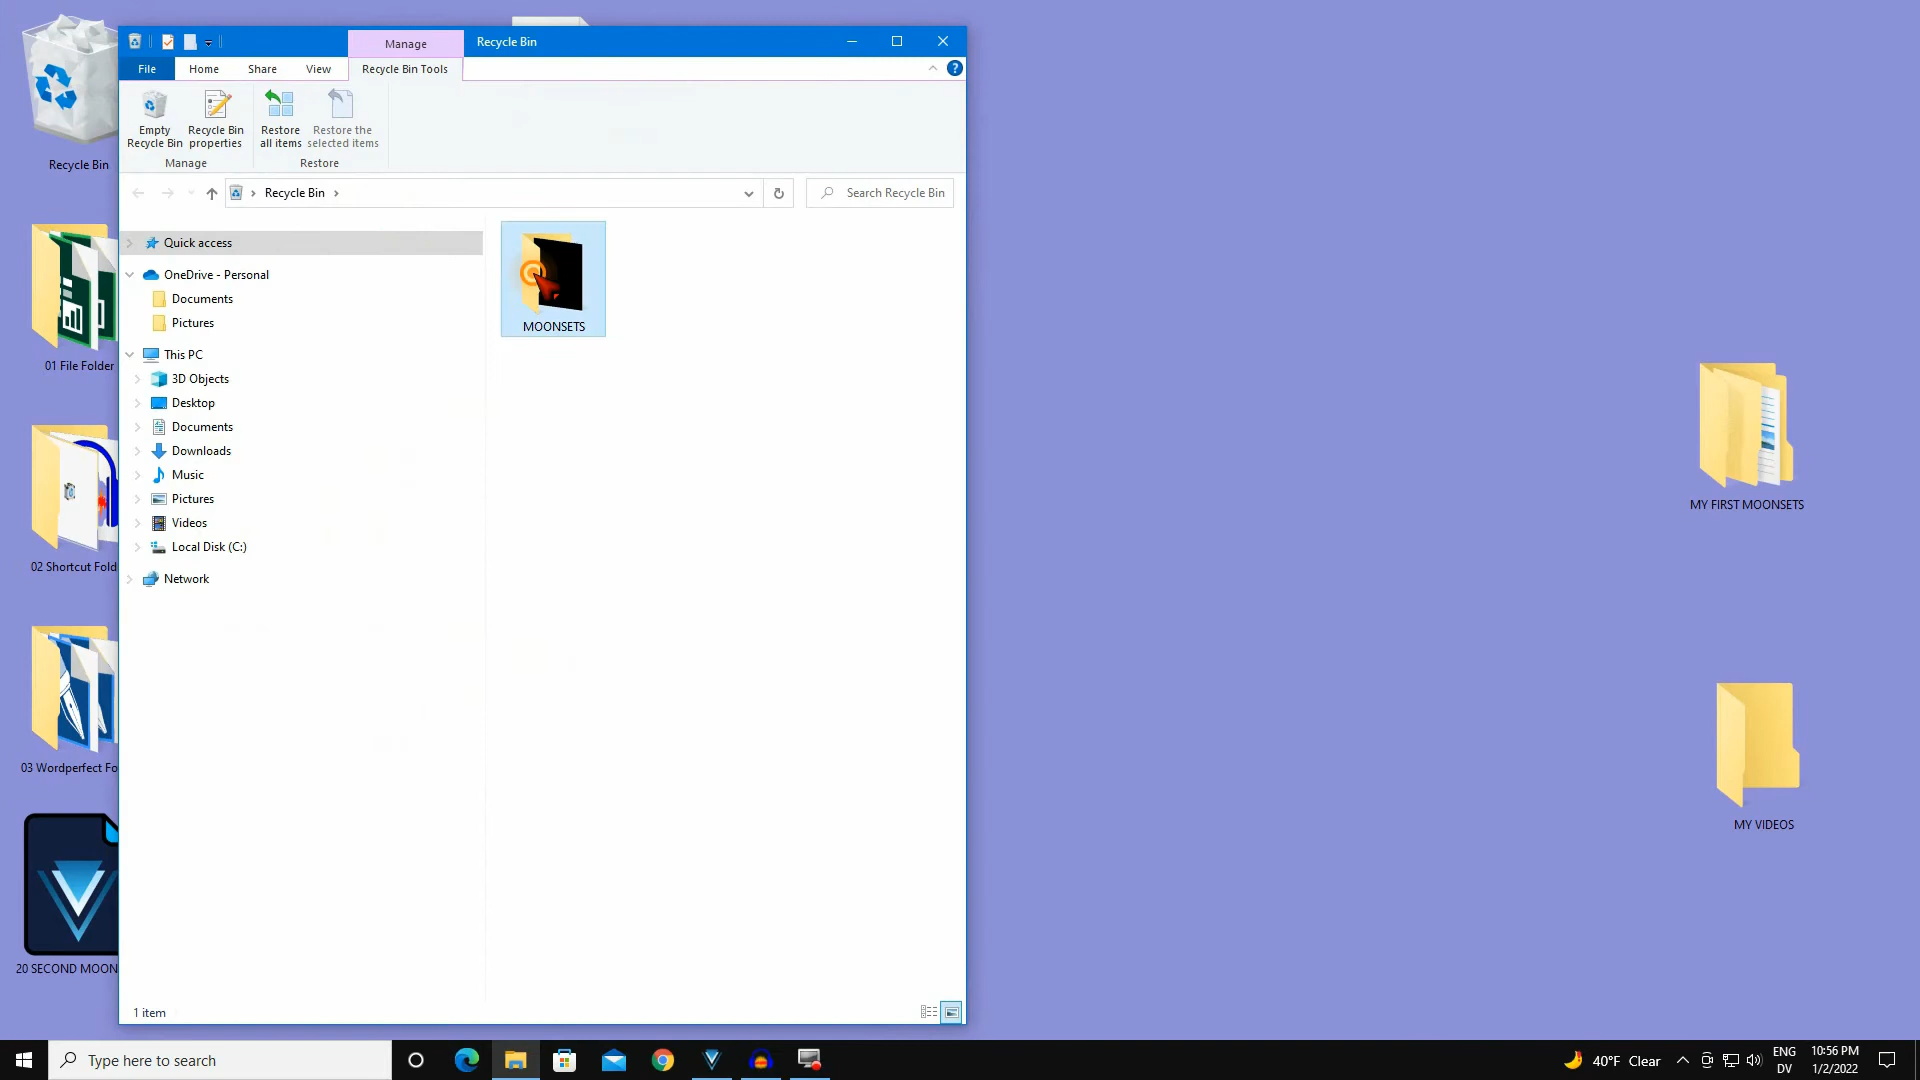 Manage
Recycle Bin
File
Home
Share
View
Recycle Bin Tools
?
Empty
Recycle Bin
Recycle Bin
properties
Restore
all items
Restore the
selected items
Manage
Restore
Recycle Bin
Search Recycle Bin
Quick access
OneDrive - Personal
Documents
Pictures
This PC
3D Objects
Desktop
Documents
Downloads
Music
Pictures
Videos
Local Disk (C:)
Network
MOONSETS
1 item
Recycle Bin
01 File Folder
02 Shortcut Fold
03 Wordperfect Fo
20 SECOND MOON
MY FIRST MOONSETS
MY VIDEOS
Type here to search
40°F Clear
ENG
DV
10:56 PM
1/2/2022